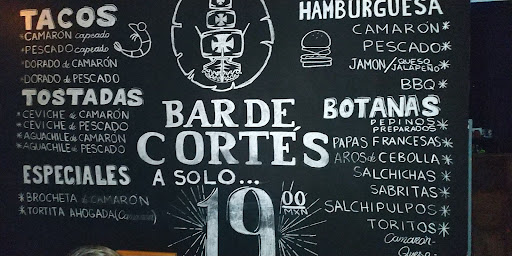 TACOS
*CAMARÓN capeado
*PESCADO capeado
*DORADO de CAMARÓN
*DORADO de PESCADO
TOSTADAS
*CEVICHE de CAMARÓN
*CEVICHE de PESCADO
*AGUACHILE de CAMARÓN
*AGUACHILE de PESCADO
ESPECIALES
*BROCHETA de CAMARÓN
*TORTITA AHOGADA
BAR DE
CORTÉS
A SOLO...
19 00
MXN
HAMBURGUESA
CAMARÓN*
PESCADO*
JAMON/QUESO JALAPEÑO*
BBQ*
BOTANAS
PEPINOS PREPARADOS*
PAPAS FRANCESAS*
AROS de CEBOLLA*
SALCHICHAS*
SABRITAS*
SALCHIPULPOS*
TORITOS*
Camarón
Queso